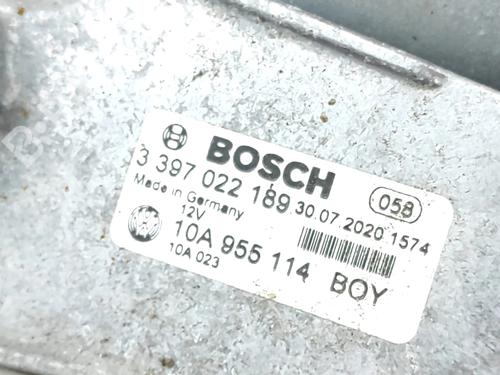 BOSCH
3 397 022 189 30.07.2020 1574
058
Made in Germany
12V
10A 955 114 BOY
10A 023